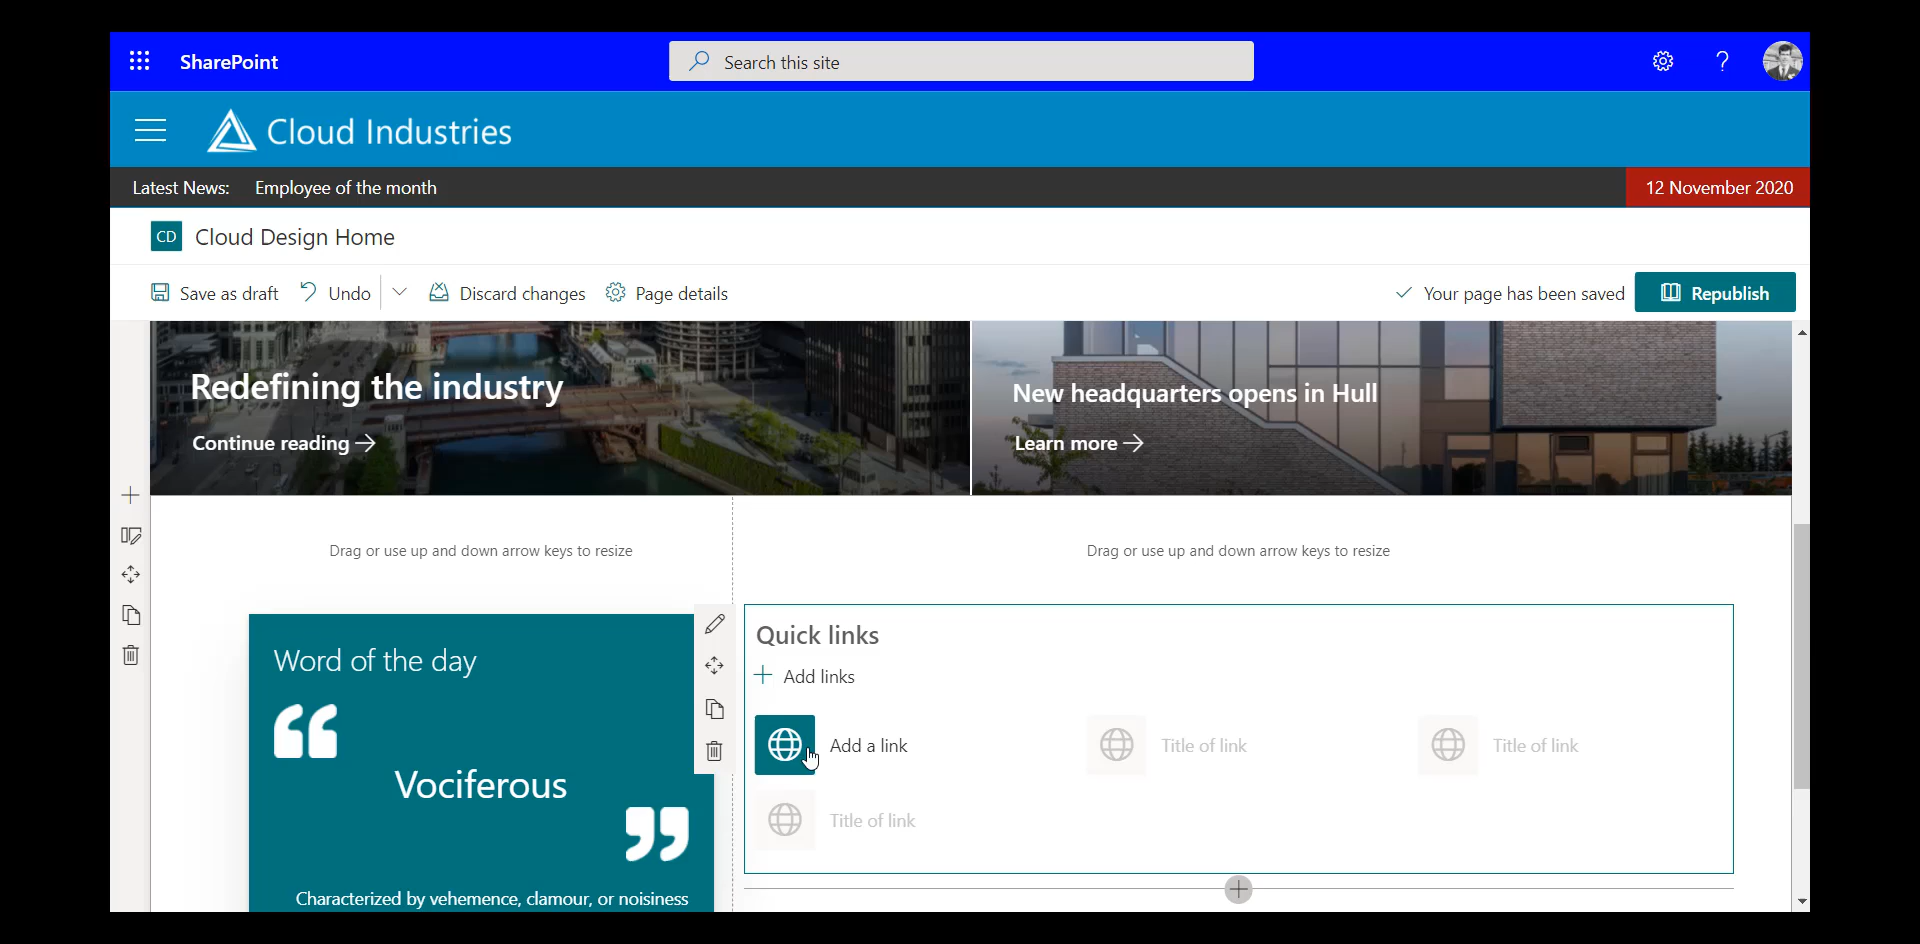 SharePoint
Search this site
?
Cloud Industries
Latest News: Employee of the month
12 November 2020
CD Cloud Design Home
Save as draft Undo Discard changes Page details
Your page has been saved Republish
Redefining the industry
Continue reading →
New headquarters opens in Hull
Learn more →
Drag or use up and down arrow keys to resize
Drag or use up and down arrow keys to resize
Word of the day
“
Vociferous
”
Characterized by vehemence, clamour, or noisiness
Quick links
+ Add links
Add a link
Title of link
Title of link
Title of link